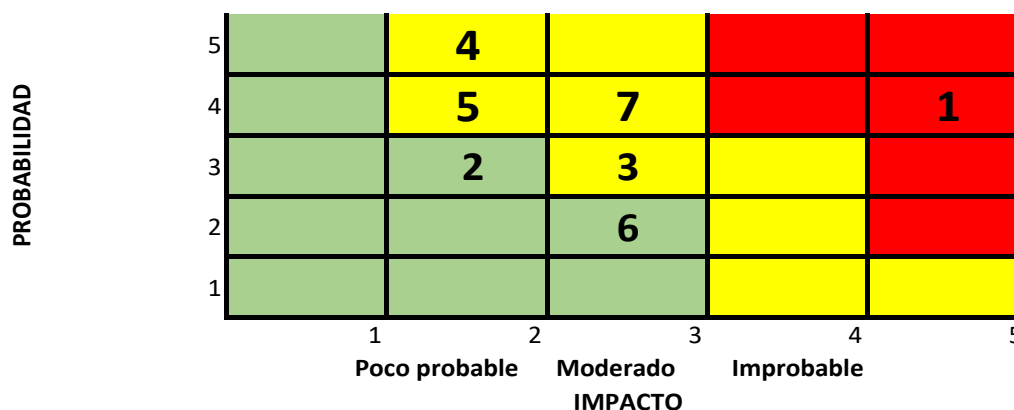 PROBABILIDAD
5 4
4 5 7 1
3 2 3
2 6
1
1 2 3 4 5
Poco probable Moderado Improbable
IMPACTO